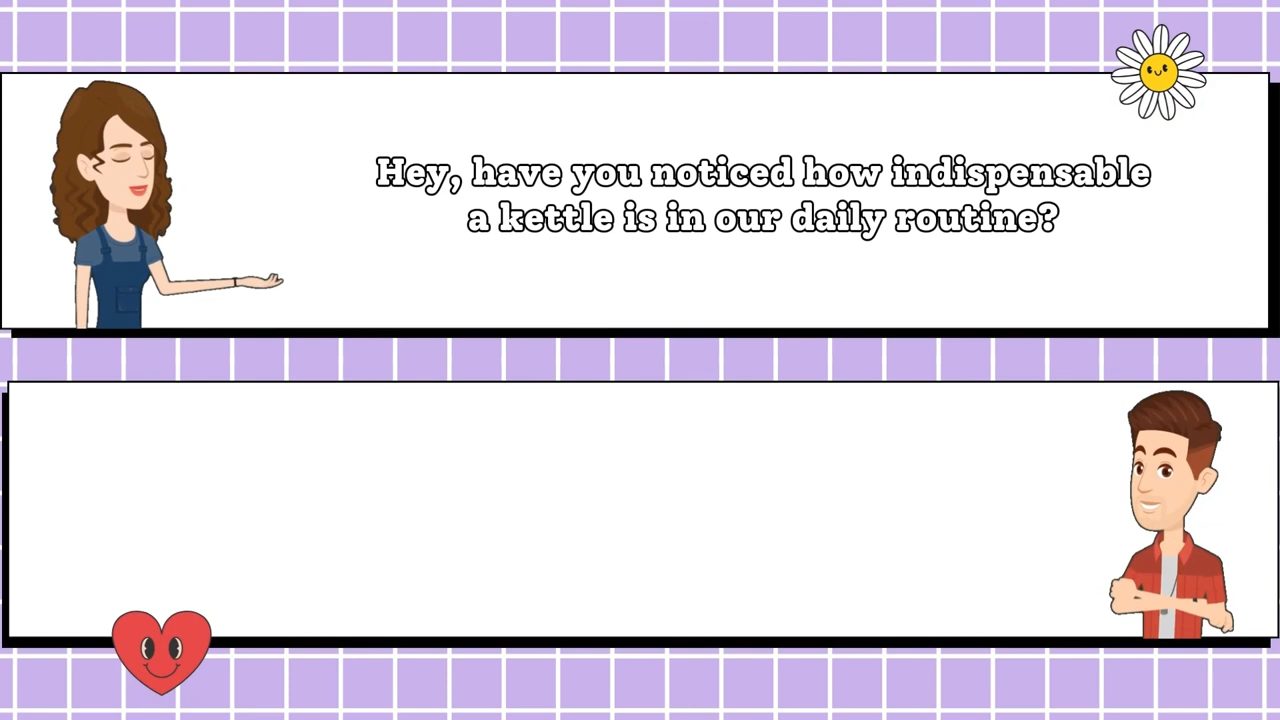 Hey, have you noticed how indispensable
a kettle is in our daily routine?